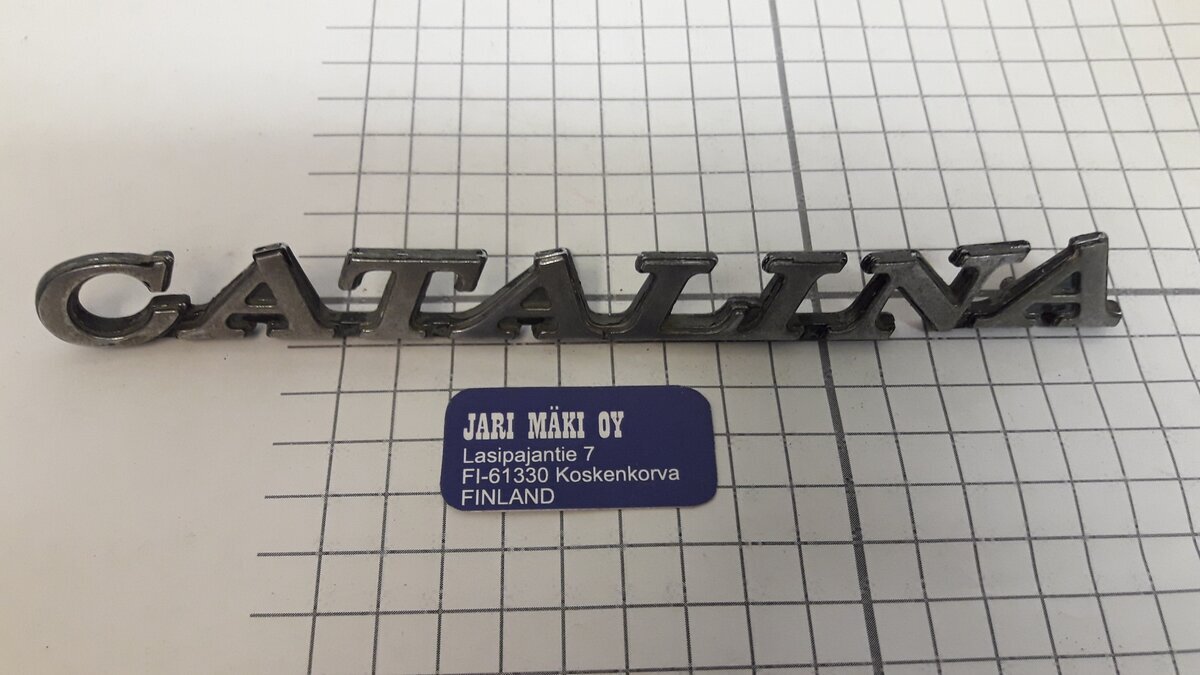 CATALINA
JARI MÄKI OY
Lasipajantie 7
FI-61330 Koskenkorva
FINLAND